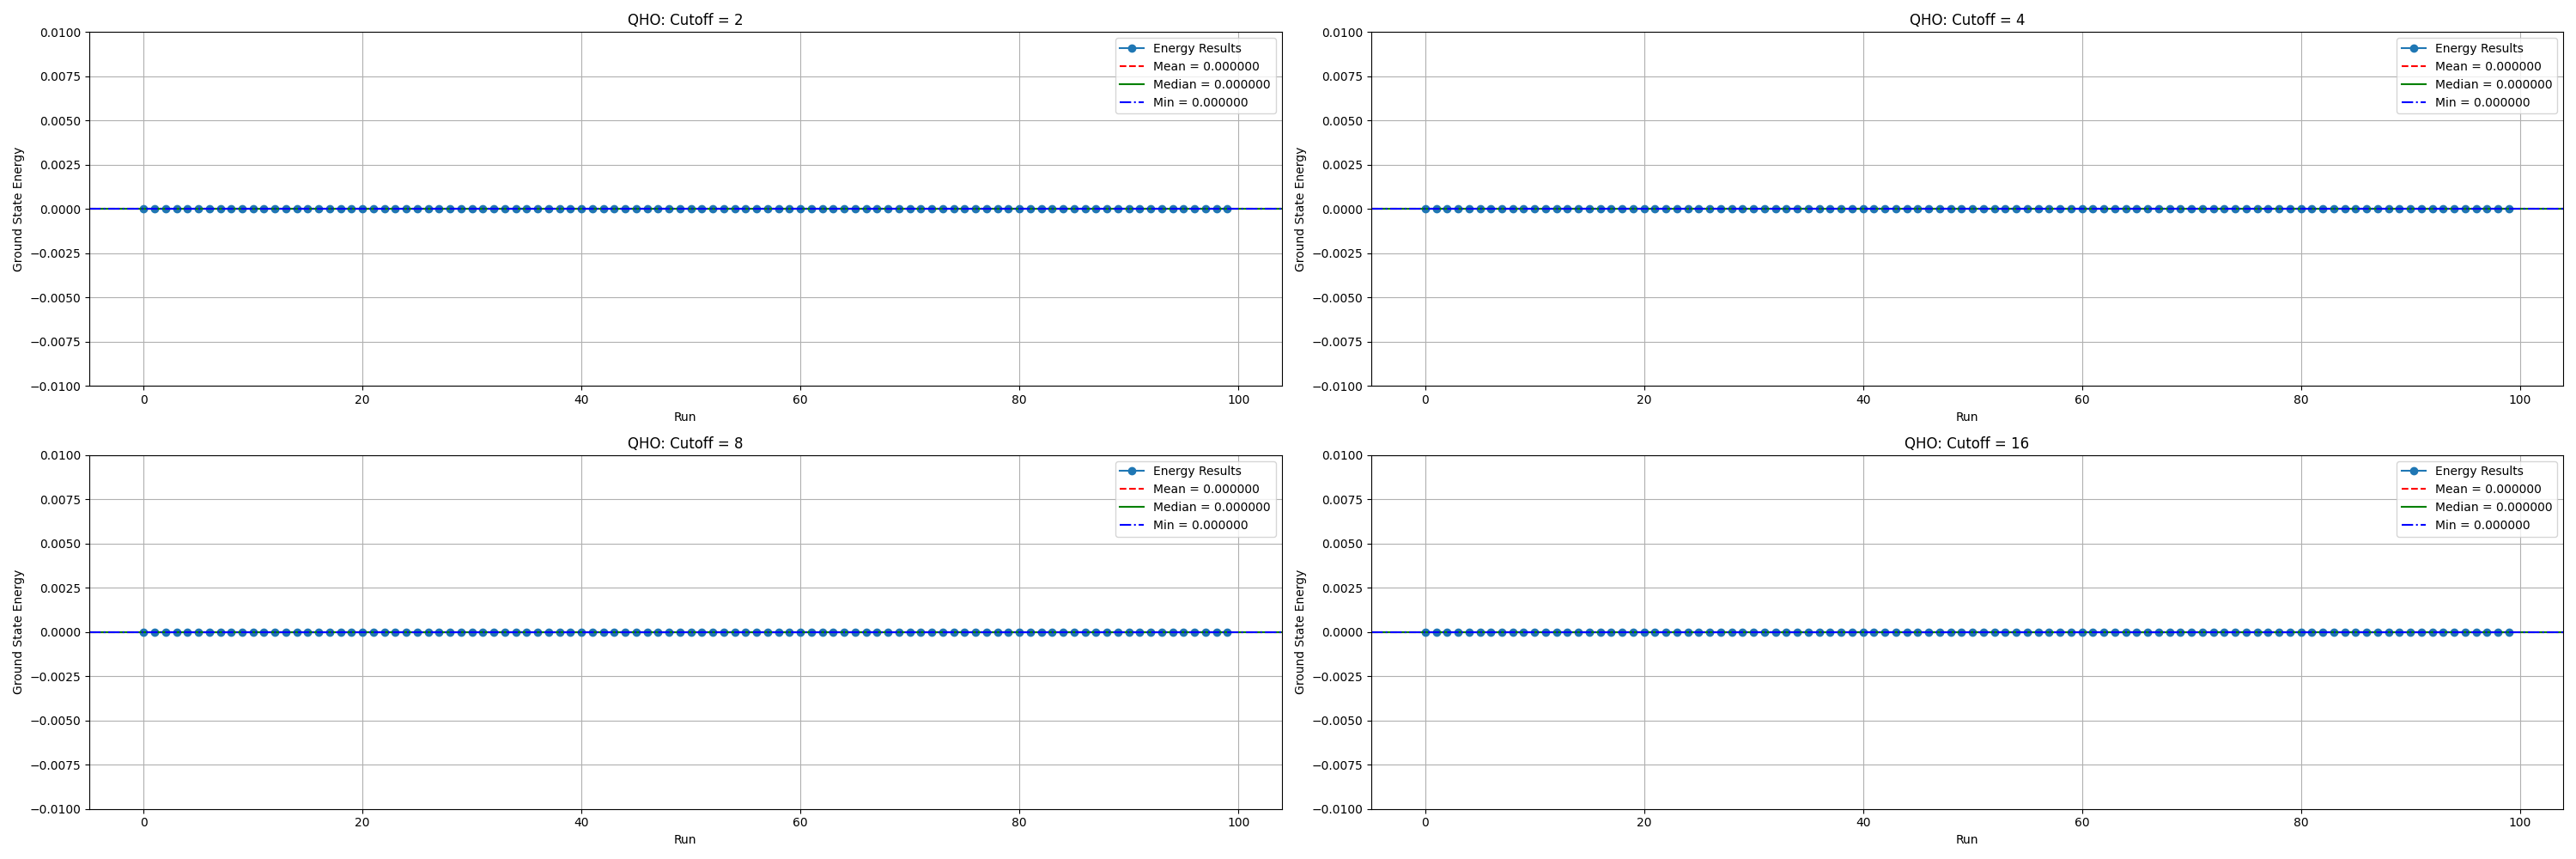 QHO: Cutoff = 2
0.0100
0.0075
0.0050
0.0025
0.0000
−0.0025
−0.0050
−0.0075
−0.0100
Ground State Energy
0 20 40 60 80 100
Run
Energy Results
Mean = 0.000000
Median = 0.000000
Min = 0.000000
QHO: Cutoff = 4
0.0100
0.0075
0.0050
0.0025
0.0000
−0.0025
−0.0050
−0.0075
−0.0100
Ground State Energy
0 20 40 60 80 100
Run
Energy Results
Mean = 0.000000
Median = 0.000000
Min = 0.000000
QHO: Cutoff = 8
0.0100
0.0075
0.0050
0.0025
0.0000
−0.0025
−0.0050
−0.0075
−0.0100
Ground State Energy
0 20 40 60 80 100
Run
Energy Results
Mean = 0.000000
Median = 0.000000
Min = 0.000000
QHO: Cutoff = 16
0.0100
0.0075
0.0050
0.0025
0.0000
−0.0025
−0.0050
−0.0075
−0.0100
Ground State Energy
0 20 40 60 80 100
Run
Energy Results
Mean = 0.000000
Median = 0.000000
Min = 0.000000